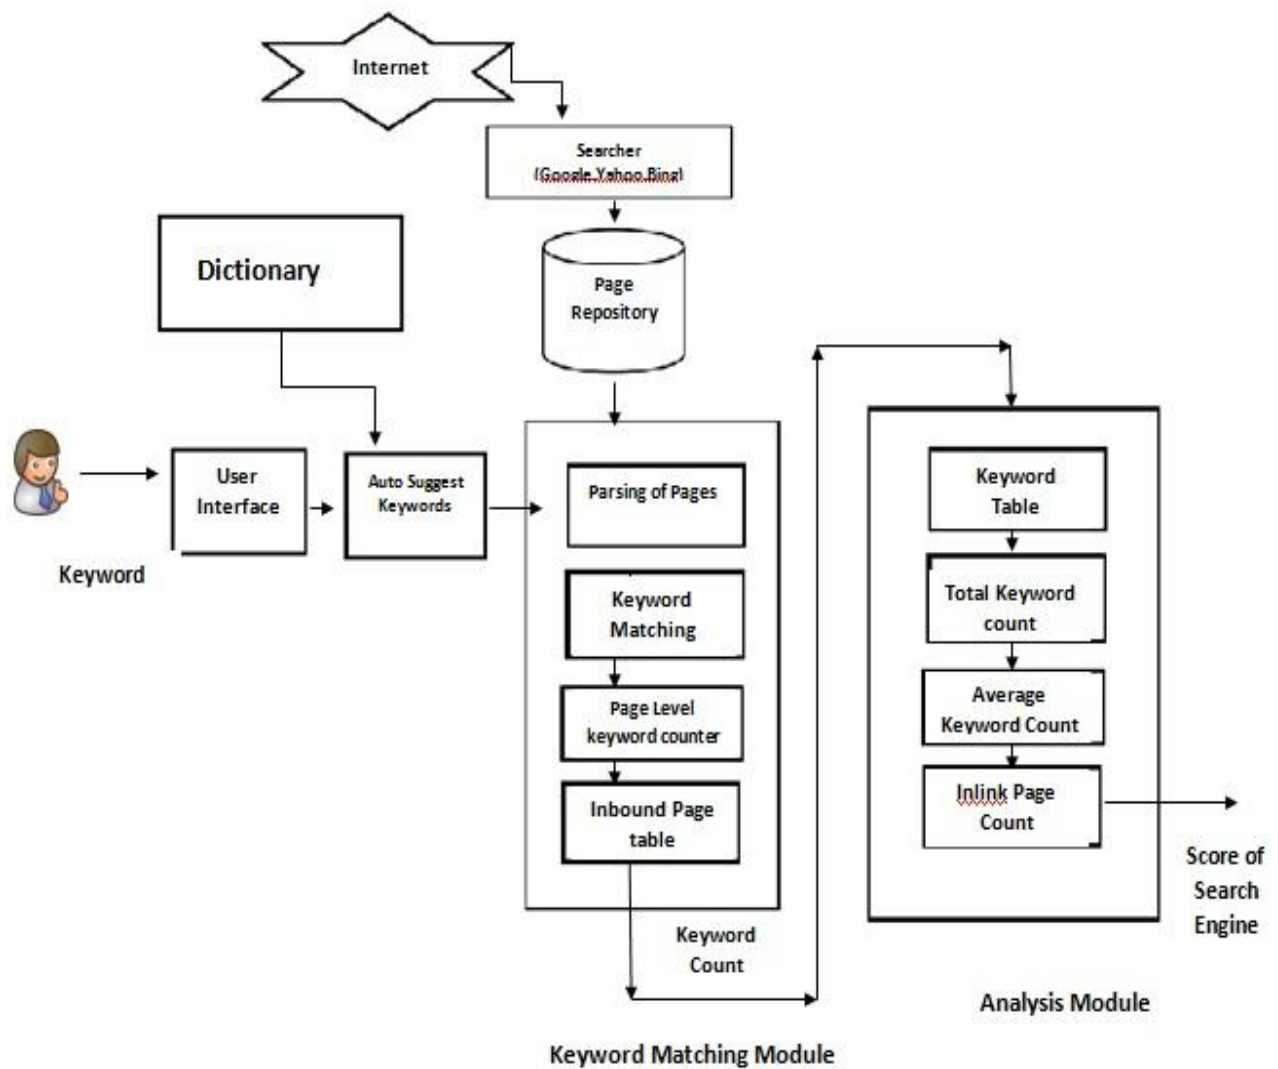 Internet
Searcher
(Google,Yahoo,Bing)
Dictionary
Page
Repository
User
Interface
Auto Suggest
Keywords
Keyword
Parsing of Pages
Keyword
Matching
Page Level
keyword counter
Inbound Page
table
Keyword
Count
Keyword
Table
Total Keyword
count
Average
Keyword Count
Inlink Page
Count
Score of
Search
Engine
Analysis Module
Keyword Matching Module